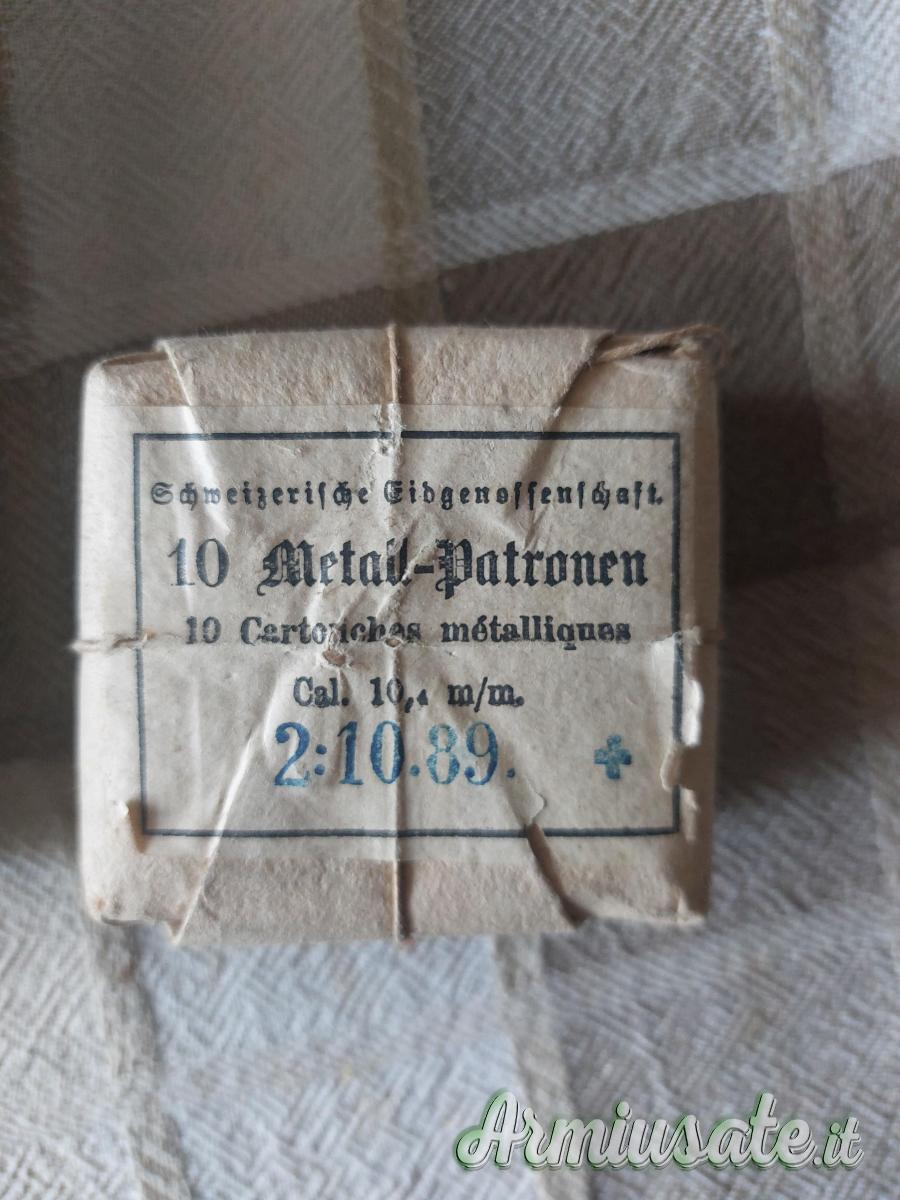 Schweizerische Eidgenossenschaft.
10 Metall-Patronen
10 Cartouches métalliques
Cal. 10,4 m/m.
2:10.89.
Armiusate.it